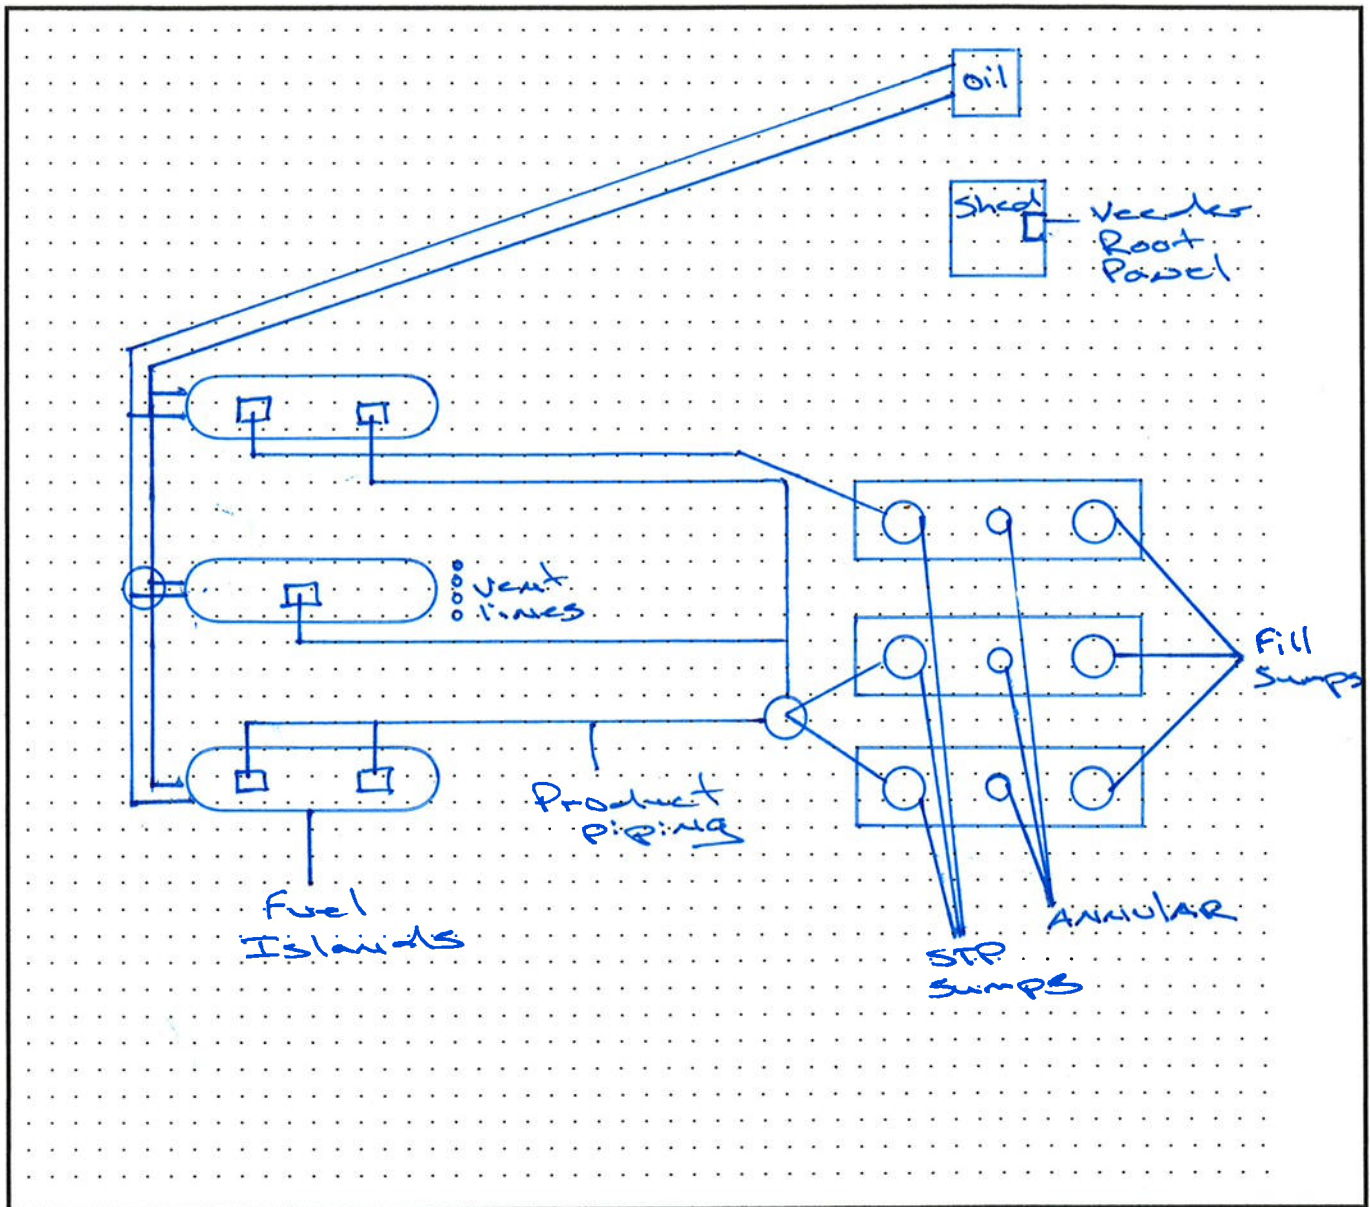 oil
Shed
Veeder
Root
Panel
vent
lines
Fill
Sumps
Product
piping
Fuel
Islands
ANNULAR
STP
Sumps